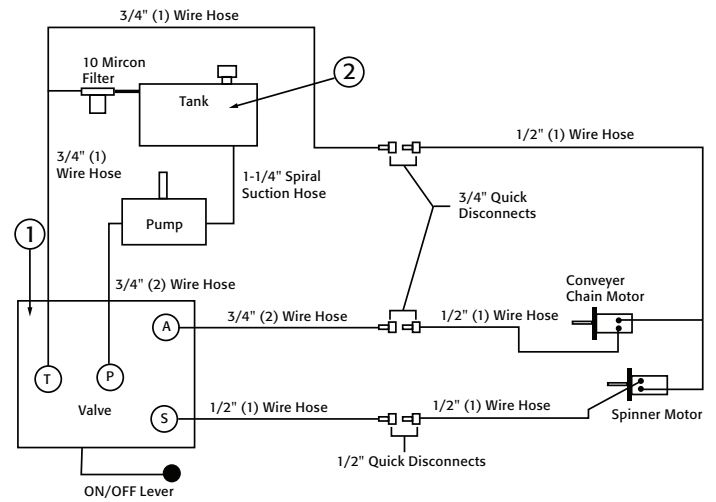 3/4" (1) Wire Hose
10 Mircon
Filter
Tank
2
1/2" (1) Wire Hose
3/4" (1)
Wire Hose
1-1/4" Spiral
Suction Hose
3/4" Quick
Disconnects
Pump
1
3/4" (2) Wire Hose
Conveyer
Chain Motor
A
3/4" (2) Wire Hose
1/2" (1) Wire Hose
T
P
Valve
S
1/2" (1) Wire Hose
1/2" (1) Wire Hose
Spinner Motor
1/2" Quick Disconnects
ON/OFF Lever